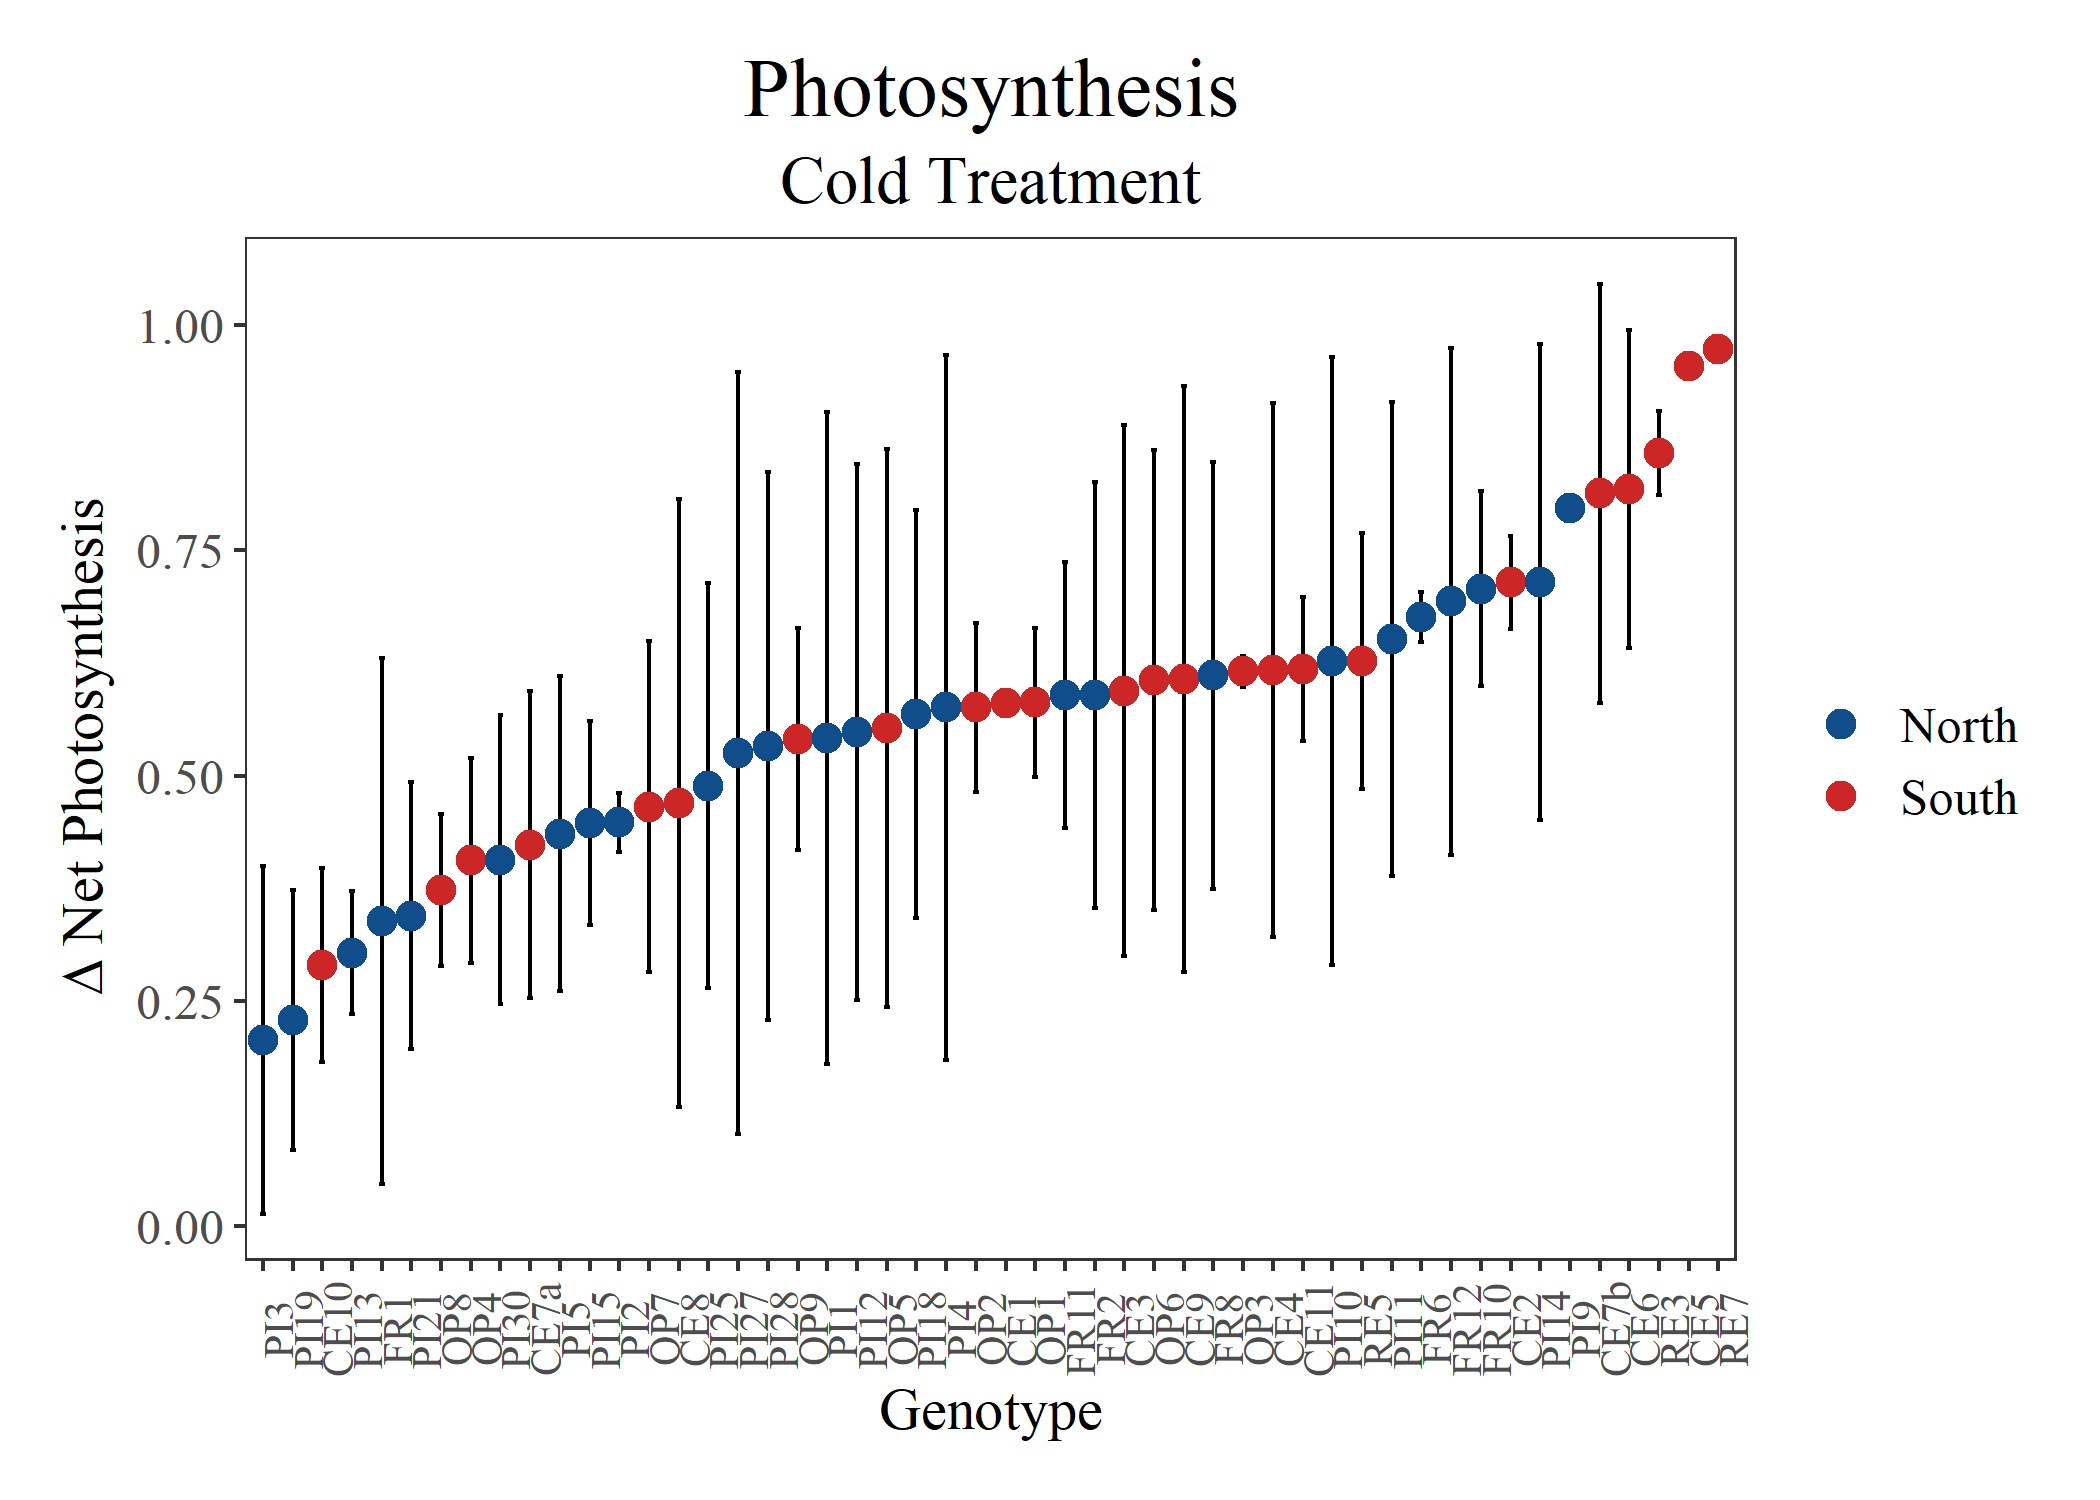 Photosynthesis
Cold Treatment
Δ Net Photosynthesis
1.00
0.75
0.50
0.25
0.00
PI3
PI19
CE10
PI13
FR1
PI21
OP8
OP4
PI30
CE7a
PI5
PI15
PI2
OP7
CE8
PI25
PI27
PI28
OP9
PI1
PI12
OP5
PI18
PI4
OP2
CE1
OP1
FR11
FR2
CE3
OP6
CE9
FR8
OP3
CE4
CE11
PI10
RE5
PI11
FR6
FR12
FR10
CE2
PI14
PI9
CE7b
CE6
RE3
CE5
RE7
Genotype
North
South